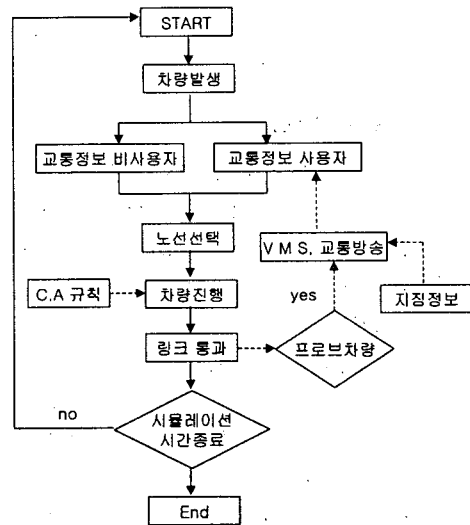 START
차량발생
교통정보 비사용자
교통정보 사용자
노선선택
V M S, 교통방송
C.A 규칙
차량진행
yes
지점정보
링크 통과
프로브차량
no
시뮬레이션
시간종료
End